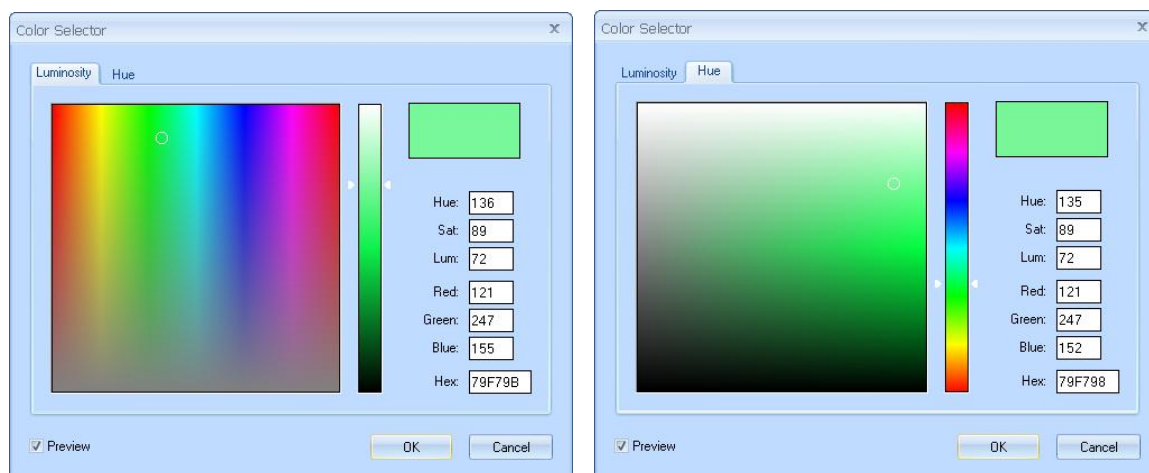 Color Selector x
Luminosity Hue
Hue: 136
Sat: 89
Lum: 72
Red: 121
Green: 247
Blue: 155
Hex: 79F79B
Preview OK Cancel
Color Selector x
Luminosity Hue
Hue: 135
Sat: 89
Lum: 72
Red: 121
Green: 247
Blue: 152
Hex: 79F798
Preview OK Cancel